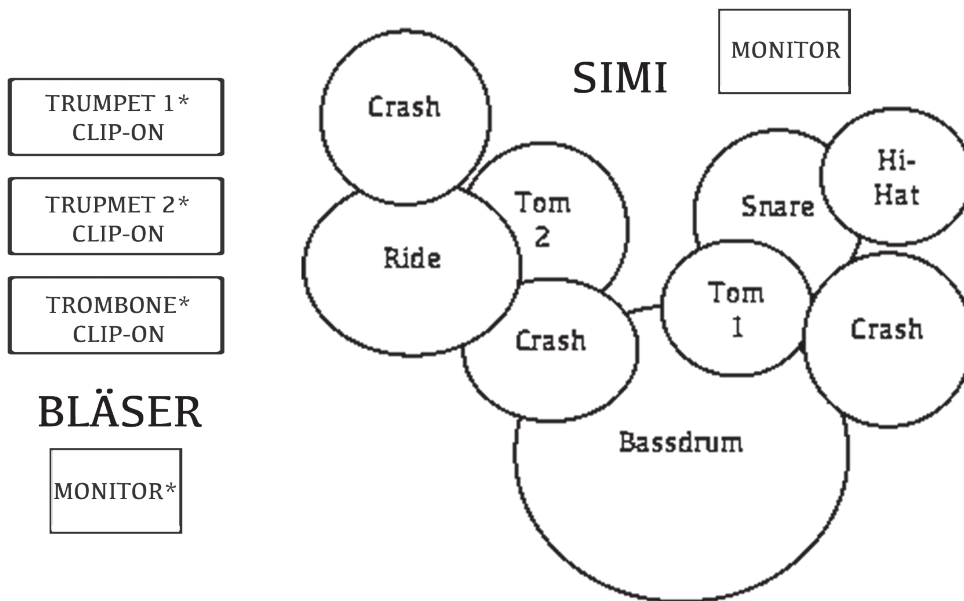 TRUMPET 1*
CLIP-ON
TRUPMET 2*
CLIP-ON
TROMBONE*
CLIP-ON
BLÄSER
MONITOR*
SIMI
MONITOR
Crash
Tom
2
Ride
Crash
Snare
Hi-
Hat
Tom
1
Crash
Bassdrum